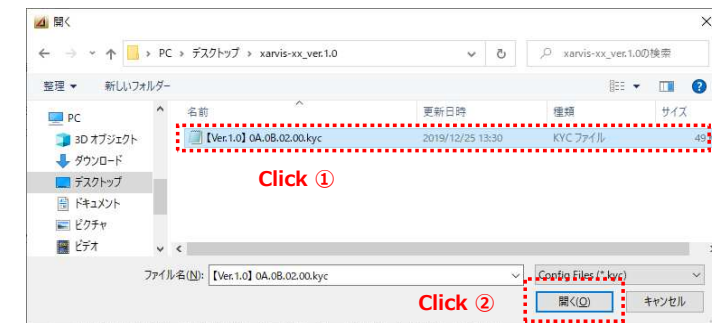 開く
PC > デスクトップ > xarvis-xx_ver.1.0
xarvis-xx_ver.1.0の検索
整理 新しいフォルダー
名前 更新日時 種類 サイズ
【Ver.1.0】0A.0B.02.00.kyc 2019/12/25 13:30 KYC ファイル 49
PC
3D オブジェクト
ダウンロード
デスクトップ
ドキュメント
ピクチャ
ビデオ
Click ①
ファイル名(N): 【Ver.1.0】0A.0B.02.00.kyc Config Files (*.kyc)
Click ②
開く(O) キャンセル